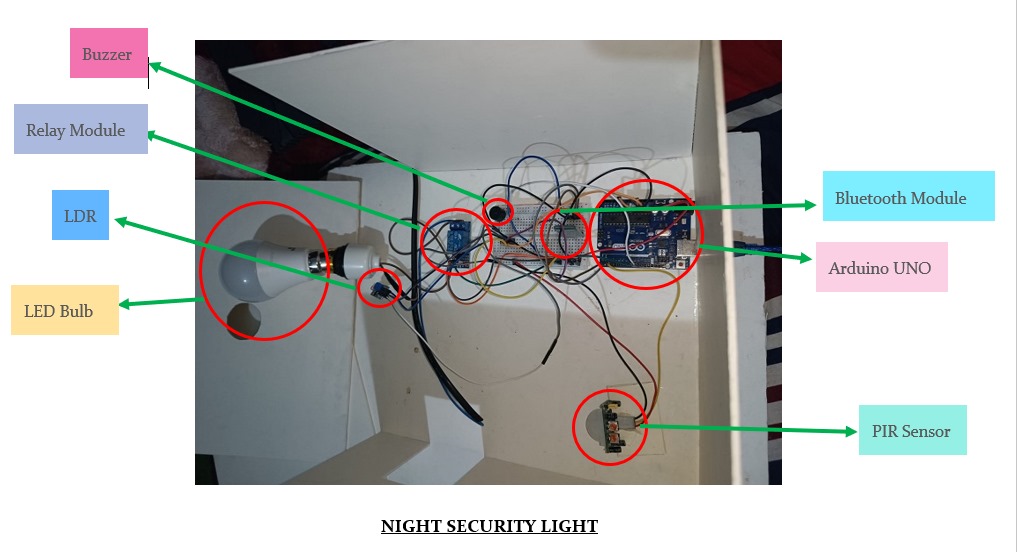 Buzzer
Relay Module
LDR
LED Bulb
Bluetooth Module
Arduino UNO
PIR Sensor
NIGHT SECURITY LIGHT